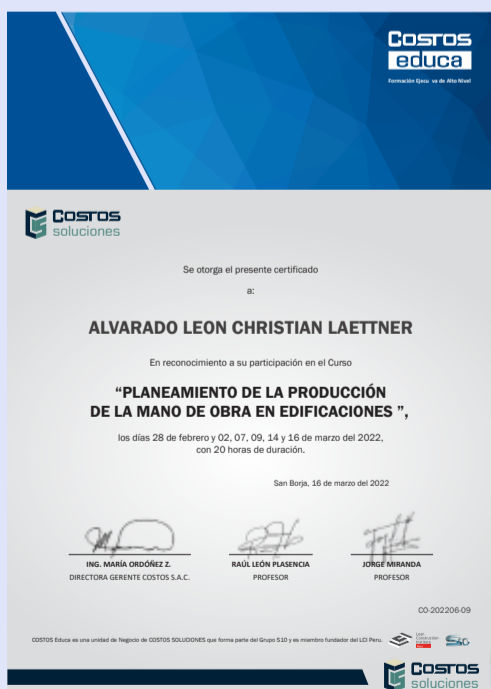 COSTOS
educa
Formación Ejecu va de Alto Nivel
COSTOS
soluciones
Se otorga el presente certificado
a:
ALVARADO LEON CHRISTIAN LAETTNER
En reconocimiento a su participación en el Curso
“PLANEAMIENTO DE LA PRODUCCIÓN
DE LA MANO DE OBRA EN EDIFICACIONES ”,
los días 28 de febrero y 02, 07, 09, 14 y 16 de marzo del 2022,
con 20 horas de duración.
San Borja, 16 de marzo del 2022
ING. MARÍA ORDÓÑEZ Z.
DIRECTORA GERENTE COSTOS S.A.C.
RAÚL LEÓN PLASENCIA
PROFESOR
JORGE MIRANDA
PROFESOR
CO-202206-09
COSTOS Educa es una unidad de Negocio de COSTOS SOLUCIONES que forma parte del Grupo S10 y es miembro fundador del LCI Peru.
Lean
Construction
Institute
S10
COSTOS
soluciones